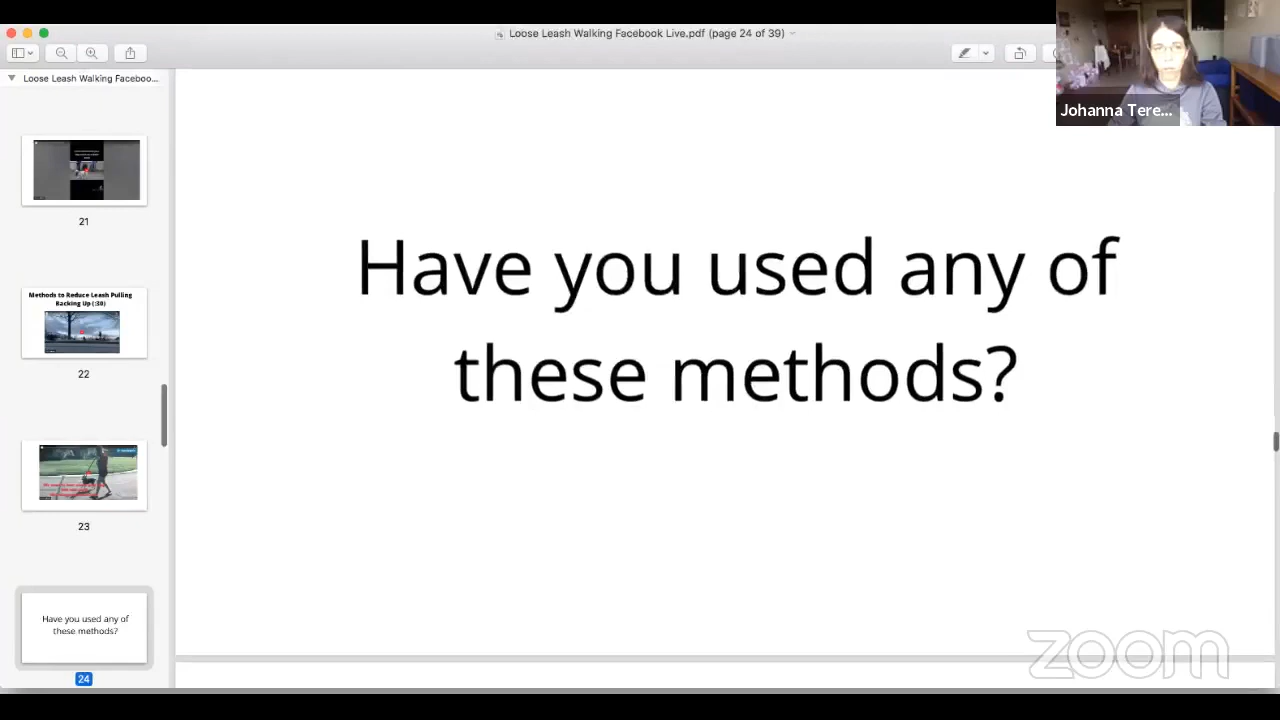 Loose Leash Walking Facebook Live.pdf (page 24 of 39)
Loose Leash Walking Faceboo...
21
Methods to Reduce Leash Pulling
Backing Up (:30)
22
23
Have you used any of
these methods?
24
Have you used any of
these methods?
Johanna Tere...
zoom